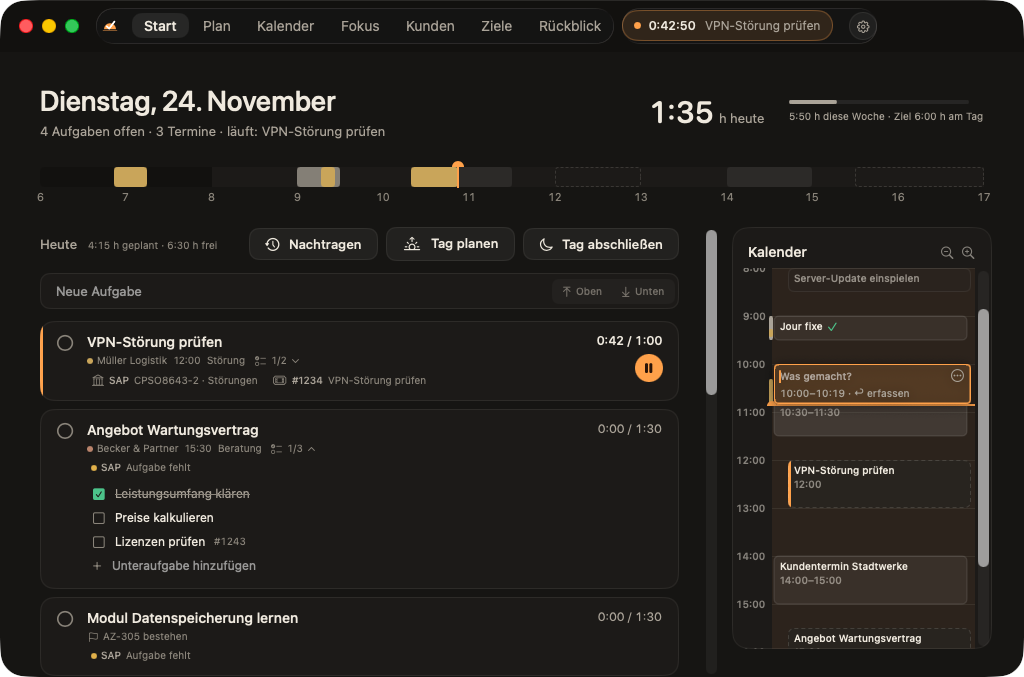 Start Plan Kalender Fokus Kunden Ziele Rückblick 0:42:50 VPN-Störung prüfen
Dienstag, 24. November
4 Aufgaben offen · 3 Termine · läuft: VPN-Störung prüfen
1:35 h heute
5:50 h diese Woche · Ziel 6:00 h am Tag
6 7 8 9 10 11 12 13 14 15 16 17
Heute 4:15 h geplant · 6:30 h frei
Nachtragen
Tag planen
Tag abschließen
Neue Aufgabe
Oben Unten
VPN-Störung prüfen
0:42 / 1:00
Müller Logistik 12:00 Störung 1/2
SAP CPSO8643-2 · Störungen #1234 VPN-Störung prüfen
Angebot Wartungsvertrag
0:00 / 1:30
Becker & Partner 15:30 Beratung 1/3
SAP Aufgabe fehlt
Leistungsumfang klären
Preise kalkulieren
Lizenzen prüfen #1243
+ Unteraufgabe hinzufügen
Modul Datenspeicherung lernen
0:00 / 1:30
AZ-305 bestehen
SAP Aufgabe fehlt
Kalender
8:00
Server-Update einspielen
9:00
Jour fixe ✓
10:00
Was gemacht?
10:00–10:19 · ↩ erfassen
11:00
10:30–11:30
12:00
VPN-Störung prüfen
12:00
13:00
14:00
Kundentermin Stadtwerke
14:00–15:00
15:00
Angebot Wartungsvertrag